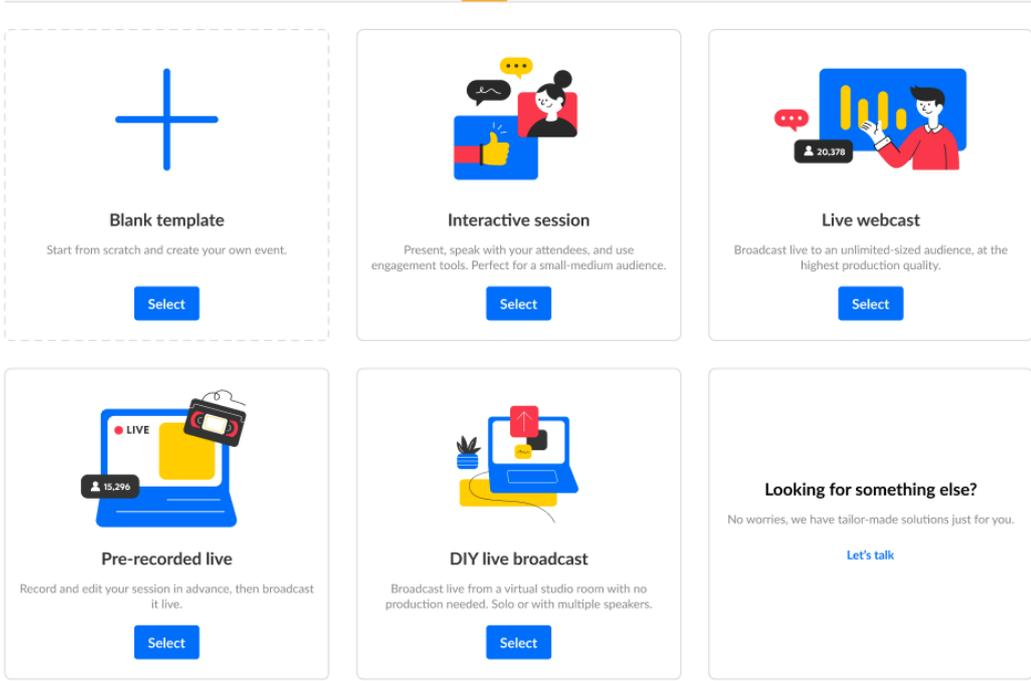 Blank template
Start from scratch and create your own event.
Select
Interactive session
Present, speak with your attendees, and use
engagement tools. Perfect for a small-medium audience.
Select
20,378
Live webcast
Broadcast live to an unlimited-sized audience, at the
highest production quality.
Select
LIVE
15,296
Pre-recorded live
Record and edit your session in advance, then broadcast
it live.
Select
DIY live broadcast
Broadcast live from a virtual studio room with no
production needed. Solo or with multiple speakers.
Select
Looking for something else?
No worries, we have tailor-made solutions just for you.
Let's talk